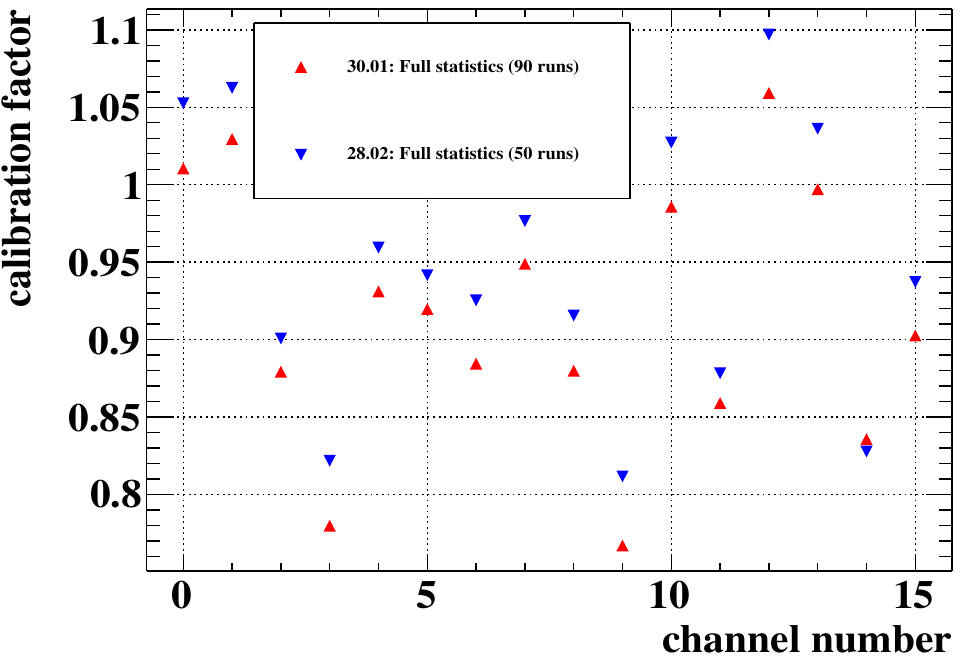 calibration factor
1.1
1.05
1
0.95
0.9
0.85
0.8
30.01: Full statistics (90 runs)
28.02: Full statistics (50 runs)
0 5 10 15
channel number